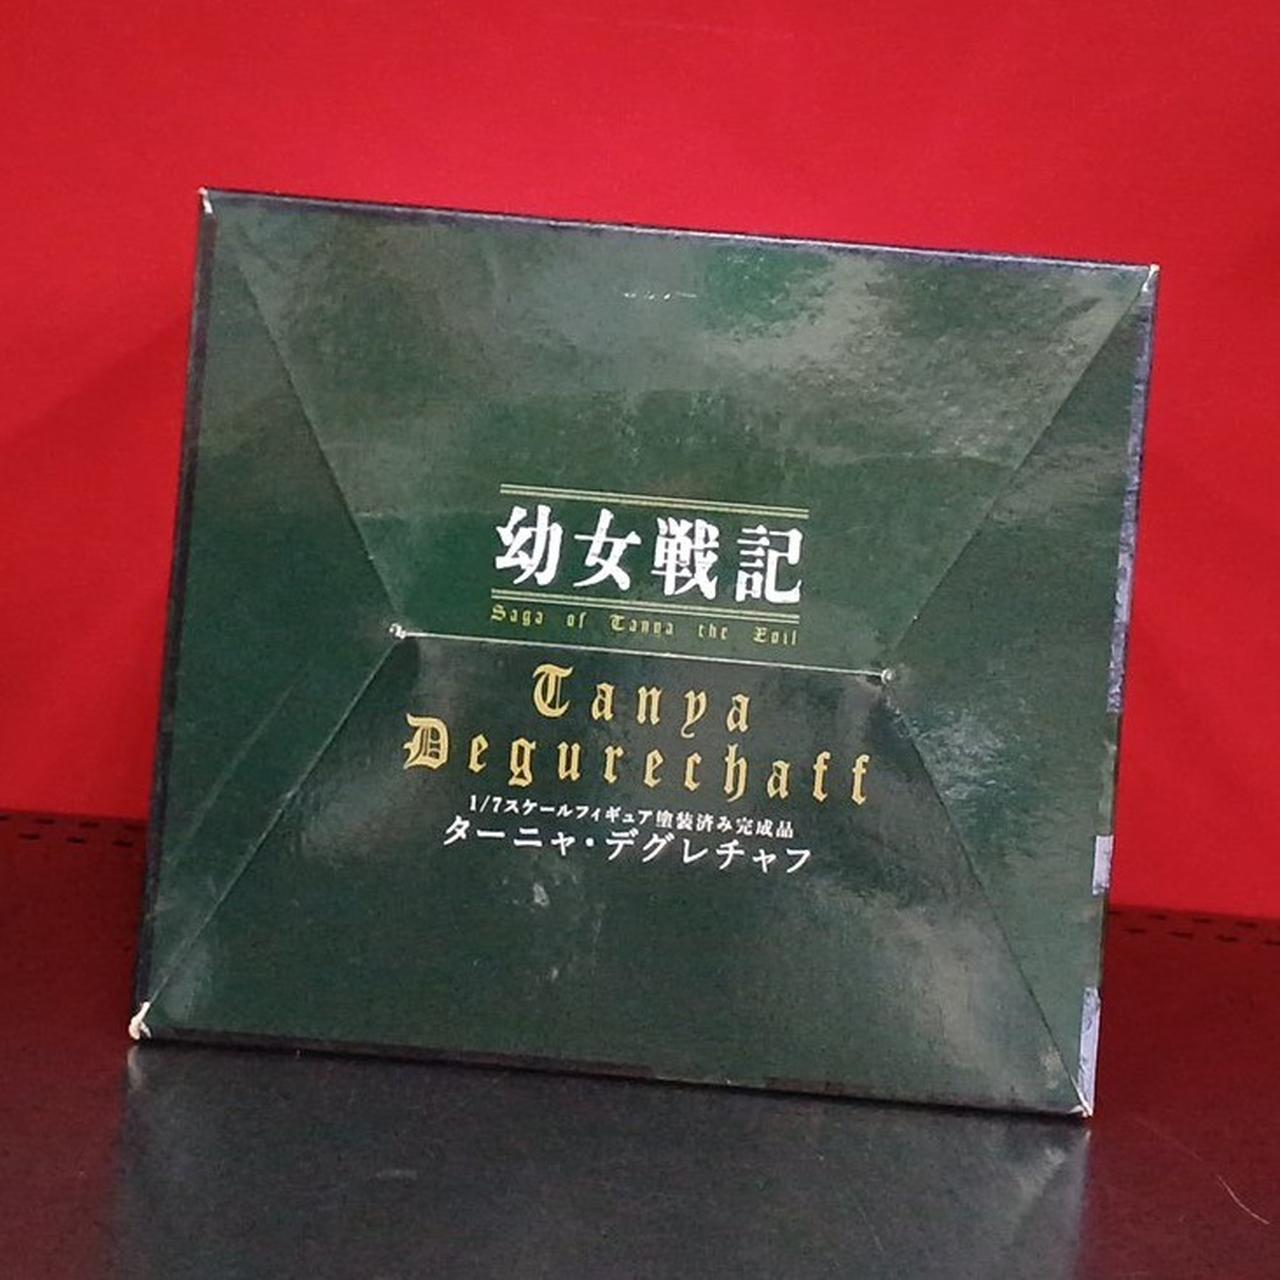 幼女戦記
Saga of Tanya the Evil
Tanya
Degurechaff
1/7スケールフィギュア塗装済み完成品
ターニャ・デグレチャフ